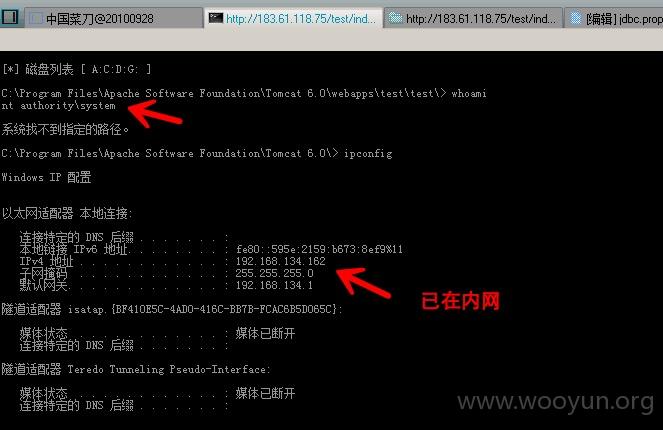 中国菜刀@20100928
http://183.61.118.75/test/ind...
http://183.61.118.75/test/ind...
[编辑] jdbc.prop
[*] 磁盘列表 [ A:C:D:G: ]
C:\Program Files\Apache Software Foundation\Tomcat 6.0\webapps\test\test\> whoami
nt authority\system
系统找不到指定的路径。
C:\Program Files\Apache Software Foundation\Tomcat 6.0\> ipconfig
Windows IP 配置
以太网适配器 本地连接:
连接特定的 DNS 后缀 . . . . . . . :
本地链接 IPv6 地址. . . . . . . . : fe80::595e:2159:b673:8ef9%11
IPv4 地址 . . . . . . . . . . . . : 192.168.134.162
子网掩码 . . . . . . . . . . . . : 255.255.255.0
默认网关. . . . . . . . . . . . . : 192.168.134.1
已在内网
隧道适配器 isatap.{BF410E5C-4AD0-416C-BB7B-FCAC6B5D065C}:
媒体状态 . . . . . . . . . . . . : 媒体已断开
连接特定的 DNS 后缀 . . . . . . . :
隧道适配器 Teredo Tunneling Pseudo-Interface:
媒体状态 . . . . . . . . . . . . : 媒体已断开
连接特定的 DNS 后缀 . . . . . . . :
www.wooyun.org